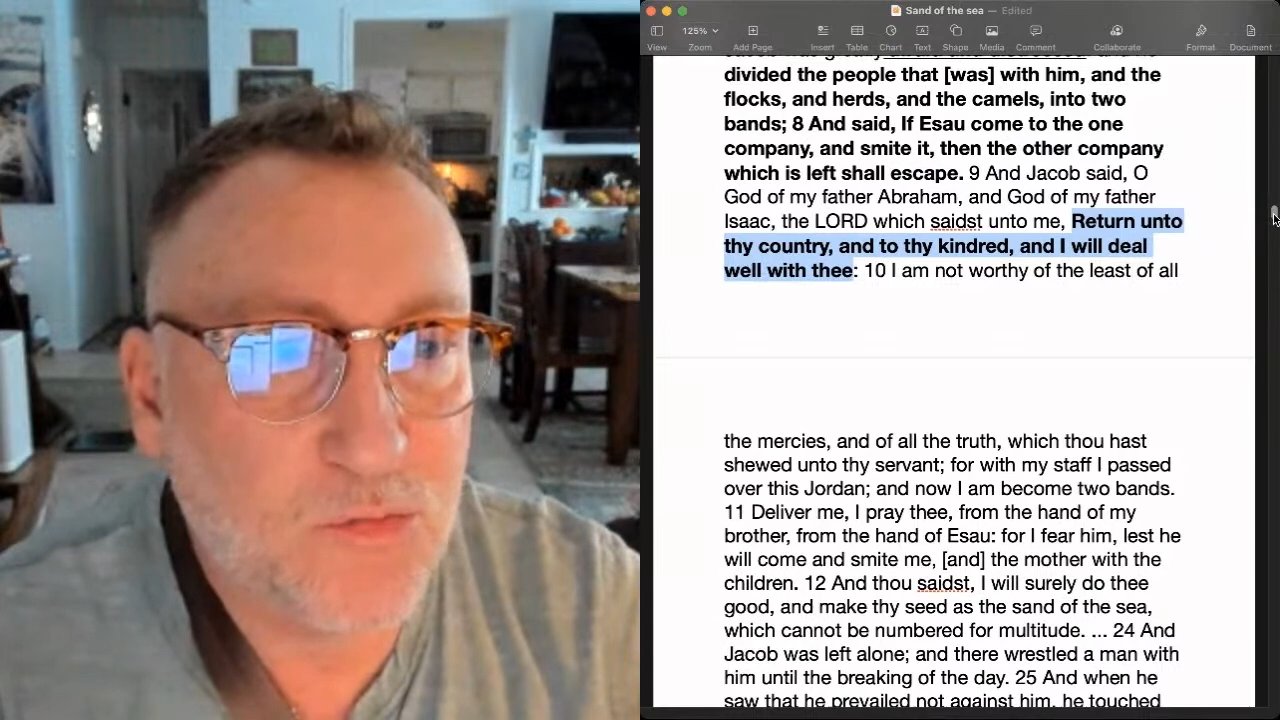 Sand of the sea — Edited
125%
View Zoom Add Page Insert Table Chart Text Shape Media Comment Collaborate Format Document
divided the people that [was] with him, and the
flocks, and herds, and the camels, into two
bands; 8 And said, If Esau come to the one
company, and smite it, then the other company
which is left shall escape. 9 And Jacob said, O
God of my father Abraham, and God of my father
Isaac, the LORD which saidst unto me, Return unto
thy country, and to thy kindred, and I will deal
well with thee: 10 I am not worthy of the least of all
the mercies, and of all the truth, which thou hast
shewed unto thy servant; for with my staff I passed
over this Jordan; and now I am become two bands.
11 Deliver me, I pray thee, from the hand of my
brother, from the hand of Esau: for I fear him, lest he
will come and smite me, [and] the mother with the
children. 12 And thou saidst, I will surely do thee
good, and make thy seed as the sand of the sea,
which cannot be numbered for multitude. ... 24 And
Jacob was left alone; and there wrestled a man with
him until the breaking of the day. 25 And when he
saw that he prevailed not against him, he touched